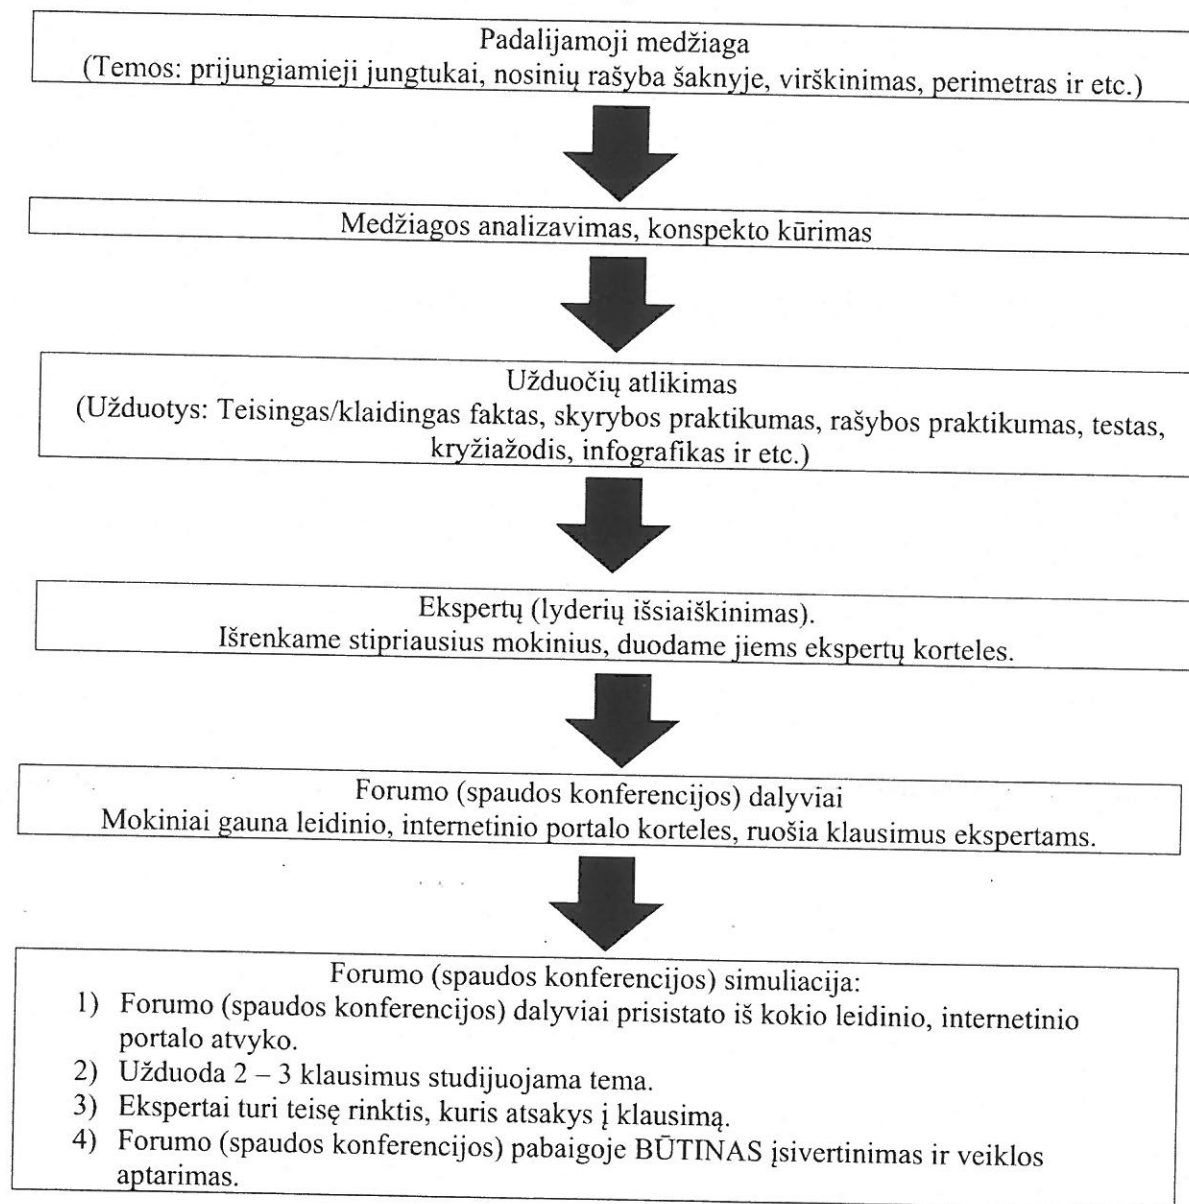 Padalijamoji medžiaga
(Temos: prijungiamieji jungtukai, nosinių rašyba šaknyje, virškinimas, perimetras ir etc.)
Medžiagos analizavimas, konspekto kūrimas
Užduočių atlikimas
(Užduotys: Teisingas/klaidingas faktas, skyrybos praktikumas, rašybos praktikumas, testas,
kryžiažodis, infografikas ir etc.)
Ekspertų (lyderių išsiaiškinimas).
Išrenkame stipriausius mokinius, duodame jiems ekspertų korteles.
Forumo (spaudos konferencijos) dalyviai
Mokiniai gauna leidinio, internetinio portalo korteles, ruošia klausimus ekspertams.
Forumo (spaudos konferencijos) simuliacija:
1) Forumo (spaudos konferencijos) dalyviai prisistato iš kokio leidinio, internetinio
portalo atvyko.
2) Užduoda 2 – 3 klausimus studijuojama tema.
3) Ekspertai turi teisę rinktis, kuris atsakys į klausimą.
4) Forumo (spaudos konferencijos) pabaigoje BŪTINAS įsivertinimas ir veiklos
aptarimas.